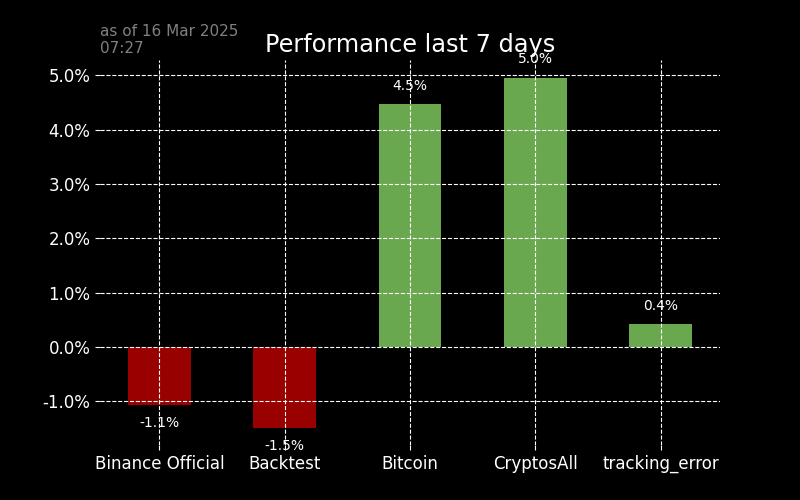 as of 16 Mar 2025
07:27
Performance last 7 days
5.0%
4.0%
3.0%
2.0%
1.0%
0.0%
-1.0%
-1.1%
-1.5%
4.5%
5.0%
0.4%
Binance Official
Backtest
Bitcoin
CryptosAll
tracking_error